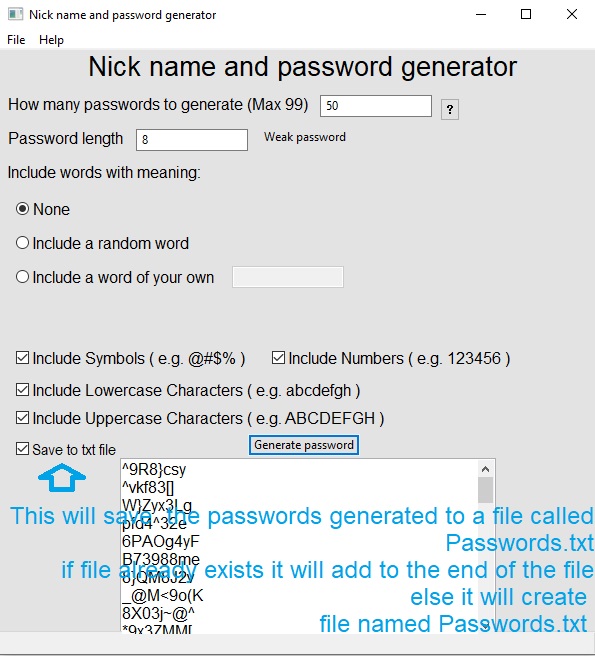 Nick name and password generator
File Help
Nick name and password generator
How many passwords to generate (Max 99) 50 ?
Password length 8 Weak password
Include words with meaning:
None
Include a random word
Include a word of your own
Include Symbols ( e.g. @#$% ) Include Numbers ( e.g. 123456 )
Include Lowercase Characters ( e.g. abcdefgh )
Include Uppercase Characters ( e.g. ABCDEFGH )
Save to txt file Generate password
^9R8}csy
^vkf83[]
W}Zyx3Lg
This will save the passwords generated to a file called
Passwords.txt
6PAOg4yF
B73988me
if file already exists it will add to the end of the file
_@M<9o(K
else it will create
8X03j~@^
file named Passwords.txt
*9x3ZMM[